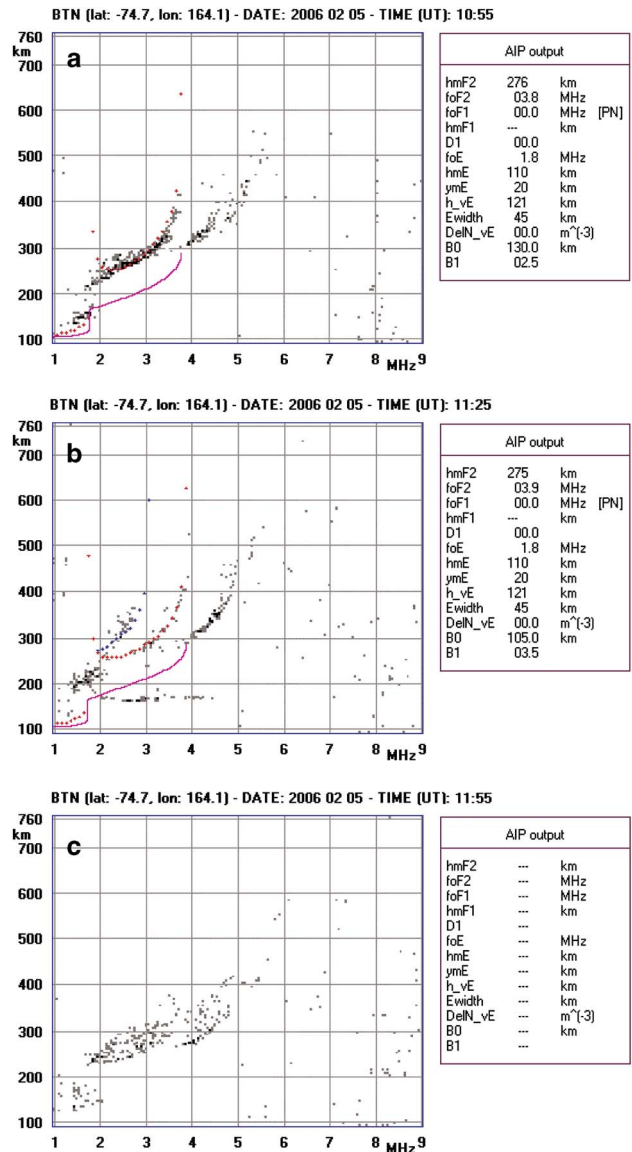 BTN (lat: -74.7, lon: 164.1) - DATE: 2006 02 05 - TIME (UT): 10:55
760
km
700
600
500
400
300
200
100
a
1 2 3 4 5 6 7 8 MHz 9
AIP output
hmF2 276 km
foF2 03.8 MHz
foF1 00.0 MHz [PN]
hmF1 --- km
D1 00.0
foE 1.8 MHz
hmE 110 km
ymE 20 km
h_vE 121 km
Ewidth 45 km
DelN_vE 00.0 m^(-3)
B0 130.0 km
B1 02.5
BTN (lat: -74.7, lon: 164.1) - DATE: 2006 02 05 - TIME (UT): 11:25
760
km
700
600
500
400
300
200
100
b
1 2 3 4 5 6 7 8 MHz 9
AIP output
hmF2 275 km
foF2 03.9 MHz
foF1 00.0 MHz [PN]
hmF1 --- km
D1 00.0
foE 1.8 MHz
hmE 110 km
ymE 20 km
h_vE 121 km
Ewidth 45 km
DelN_vE 00.0 m^(-3)
B0 105.0 km
B1 03.5
BTN (lat: -74.7, lon: 164.1) - DATE: 2006 02 05 - TIME (UT): 11:55
760
km
700
600
500
400
300
200
100
c
1 2 3 4 5 6 7 8 MHz 9
AIP output
hmF2 --- km
foF2 --- MHz
foF1 --- MHz
hmF1 --- km
D1 ---
foE --- MHz
hmE --- km
ymE --- km
h_vE --- km
Ewidth --- km
DelN_vE --- m^(-3)
B0 --- km
B1 ---